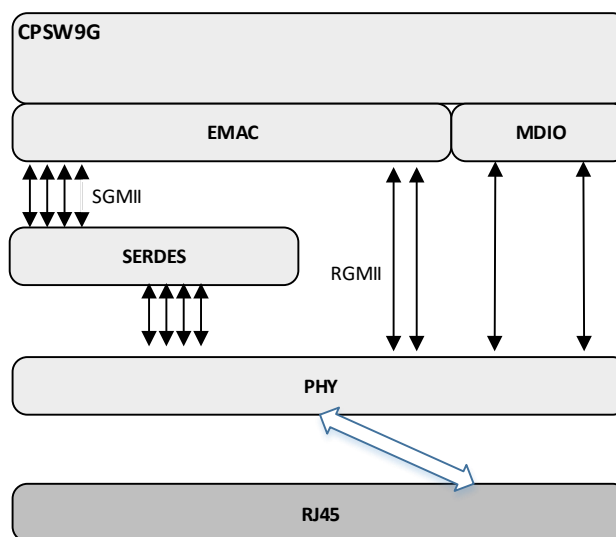 CPSW9G
EMAC
MDIO
SGMII
SERDES
RGMII
PHY
RJ45